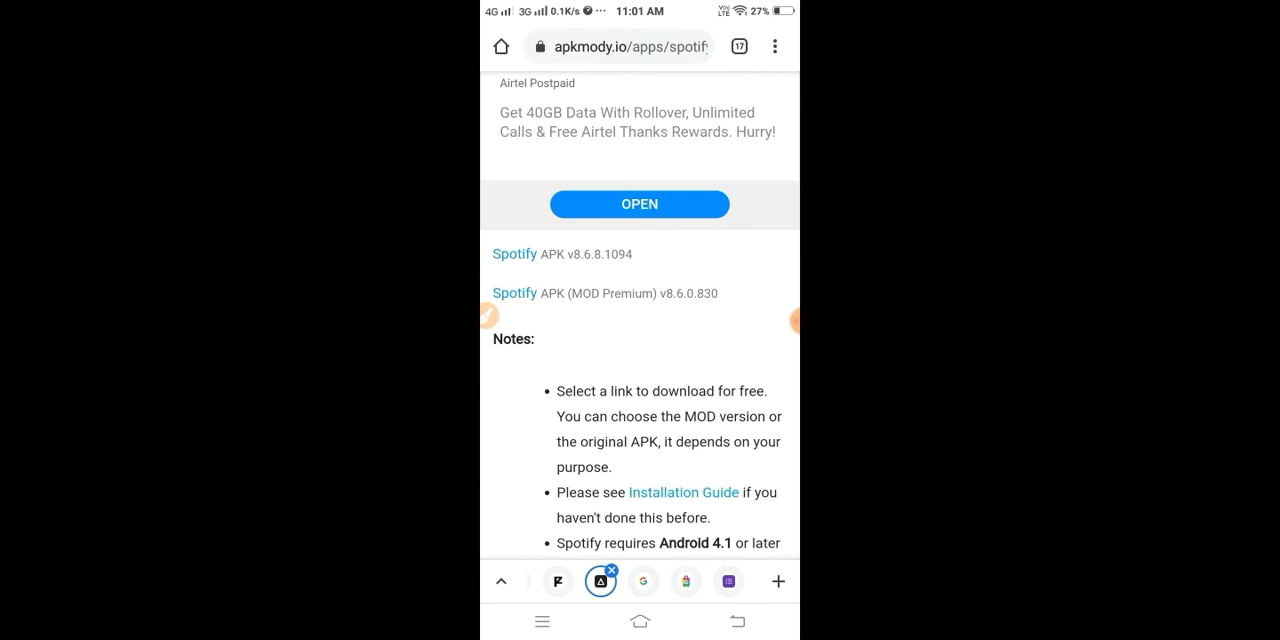 4G 3G 0.1K/s ··· 11:01 AM VoLTE 27%
apkmody.io/apps/spotify 17
Airtel Postpaid
Get 40GB Data With Rollover, Unlimited
Calls & Free Airtel Thanks Rewards. Hurry!
OPEN
Spotify APK v8.6.8.1094
Spotify APK (MOD Premium) v8.6.0.830
Notes:
• Select a link to download for free.
You can choose the MOD version or
the original APK, it depends on your
purpose.
• Please see Installation Guide if you
haven't done this before.
• Spotify requires Android 4.1 or later